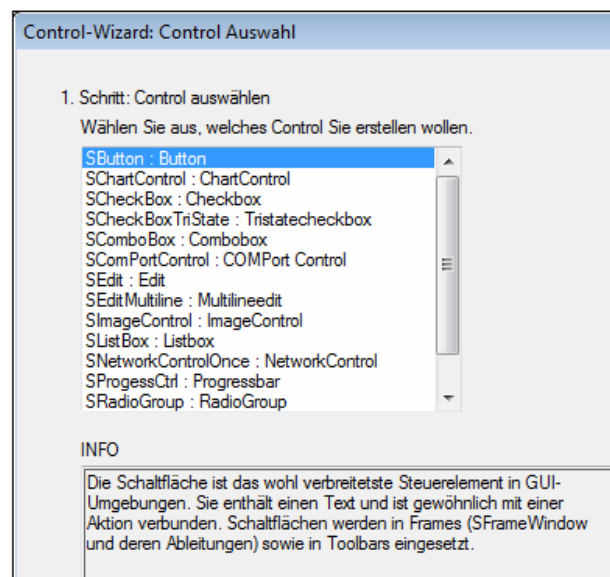 Control-Wizard: Control Auswahl
1. Schritt: Control auswählen
Wählen Sie aus, welches Control Sie erstellen wollen.
SButton : Button
SChartControl : ChartControl
SCheckBox : Checkbox
SCheckBoxTriState : Tristatecheckbox
SComboBox : Combobox
SComPortControl : COMPort Control
SEdit : Edit
SEditMultiline : Multilineedit
SImageControl : ImageControl
SListBox : Listbox
SNetworkControlOnce : NetworkControl
SProgessCtrl : Progressbar
SRadioGroup : RadioGroup
INFO
Die Schaltfläche ist das wohl verbreitetste Steuerelement in GUI-
Umgebungen. Sie enthält einen Text und ist gewöhnlich mit einer
Aktion verbunden. Schaltflächen werden in Frames (SFrameWindow
und deren Ableitungen) sowie in Toolbars eingesetzt.